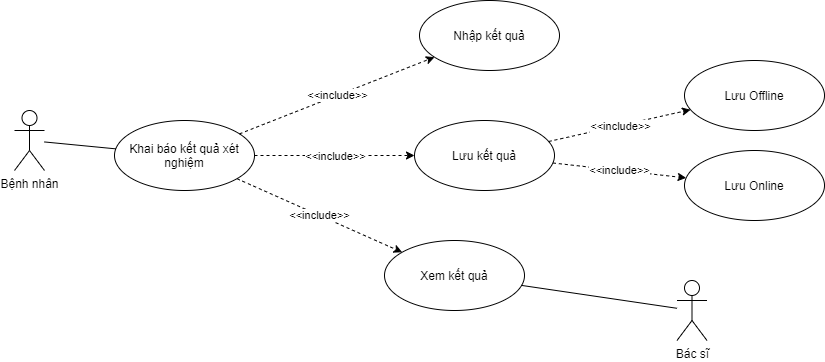 Nhập kết quả
<<include>>
Lưu Offline
<<include>>
Khai báo kết quả xét
nghiệm
<<include>>
Lưu kết quả
<<include>>
Lưu Online
Bệnh nhân
<<include>>
Xem kết quả
Bác sĩ